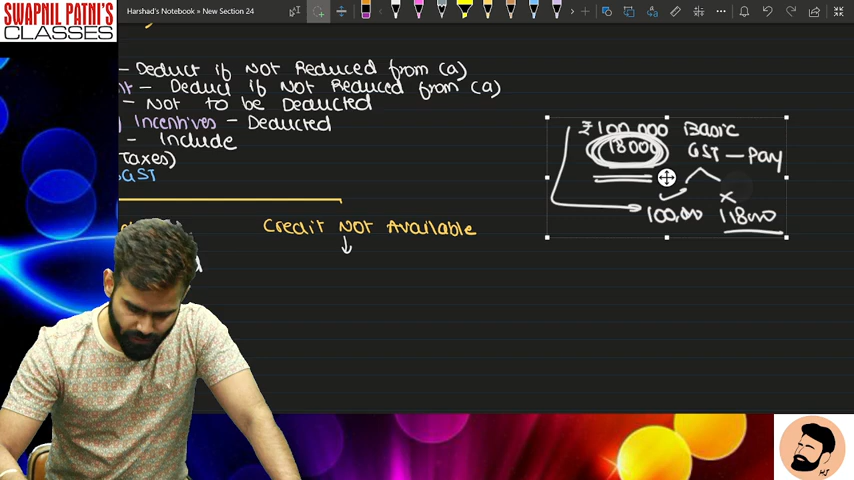 SWAPNIL PATNI'S
CLASSES
Harshad's Notebook » New Section 24
- Deduct if Not Reduced from (a)
nt - Deduct if Not Reduced from (a)
- Not to be Deducted
Incentives - Deducted
- Include
Taxes)
GST
Credit Not Available
₹100,000 Basic
18000 GST - Pay
✓ ×
100,000 118000
HS